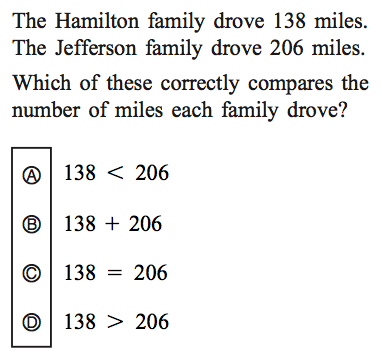 The Hamilton family drove 138 miles.
The Jefferson family drove 206 miles.
Which of these correctly compares the
number of miles each family drove?
Ⓐ 138 < 206
Ⓑ 138 + 206
Ⓒ 138 = 206
Ⓓ 138 > 206